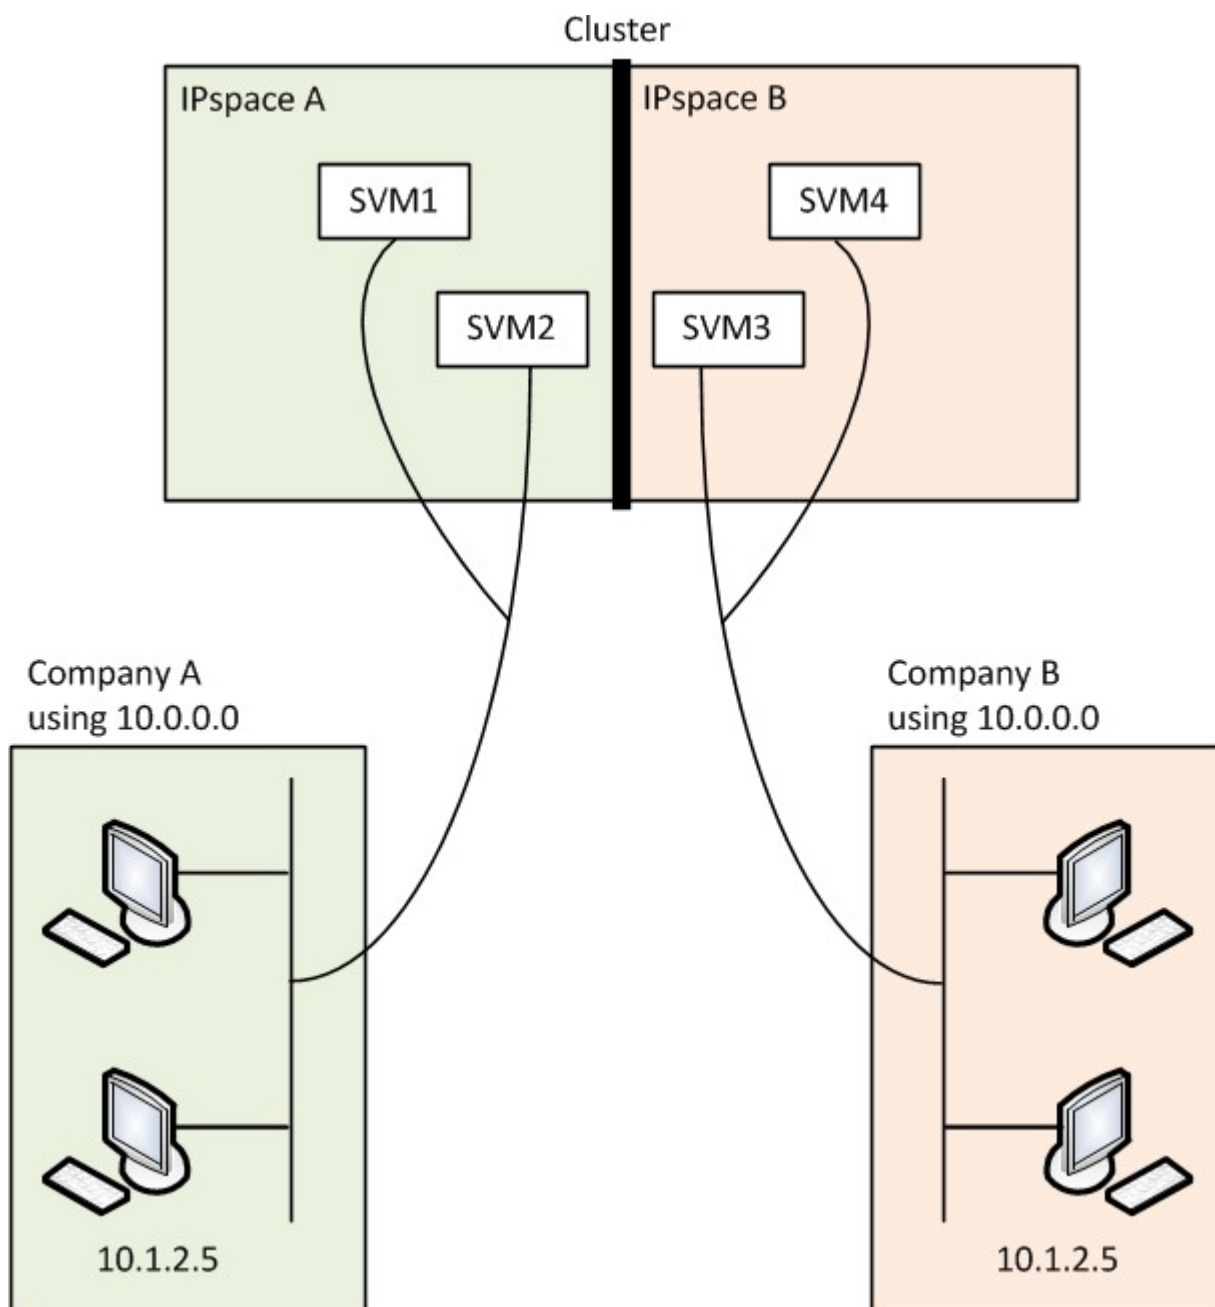 Cluster
IPspace A
IPspace B
SVM1
SVM4
SVM2
SVM3
Company A
using 10.0.0.0
Company B
using 10.0.0.0
10.1.2.5
10.1.2.5